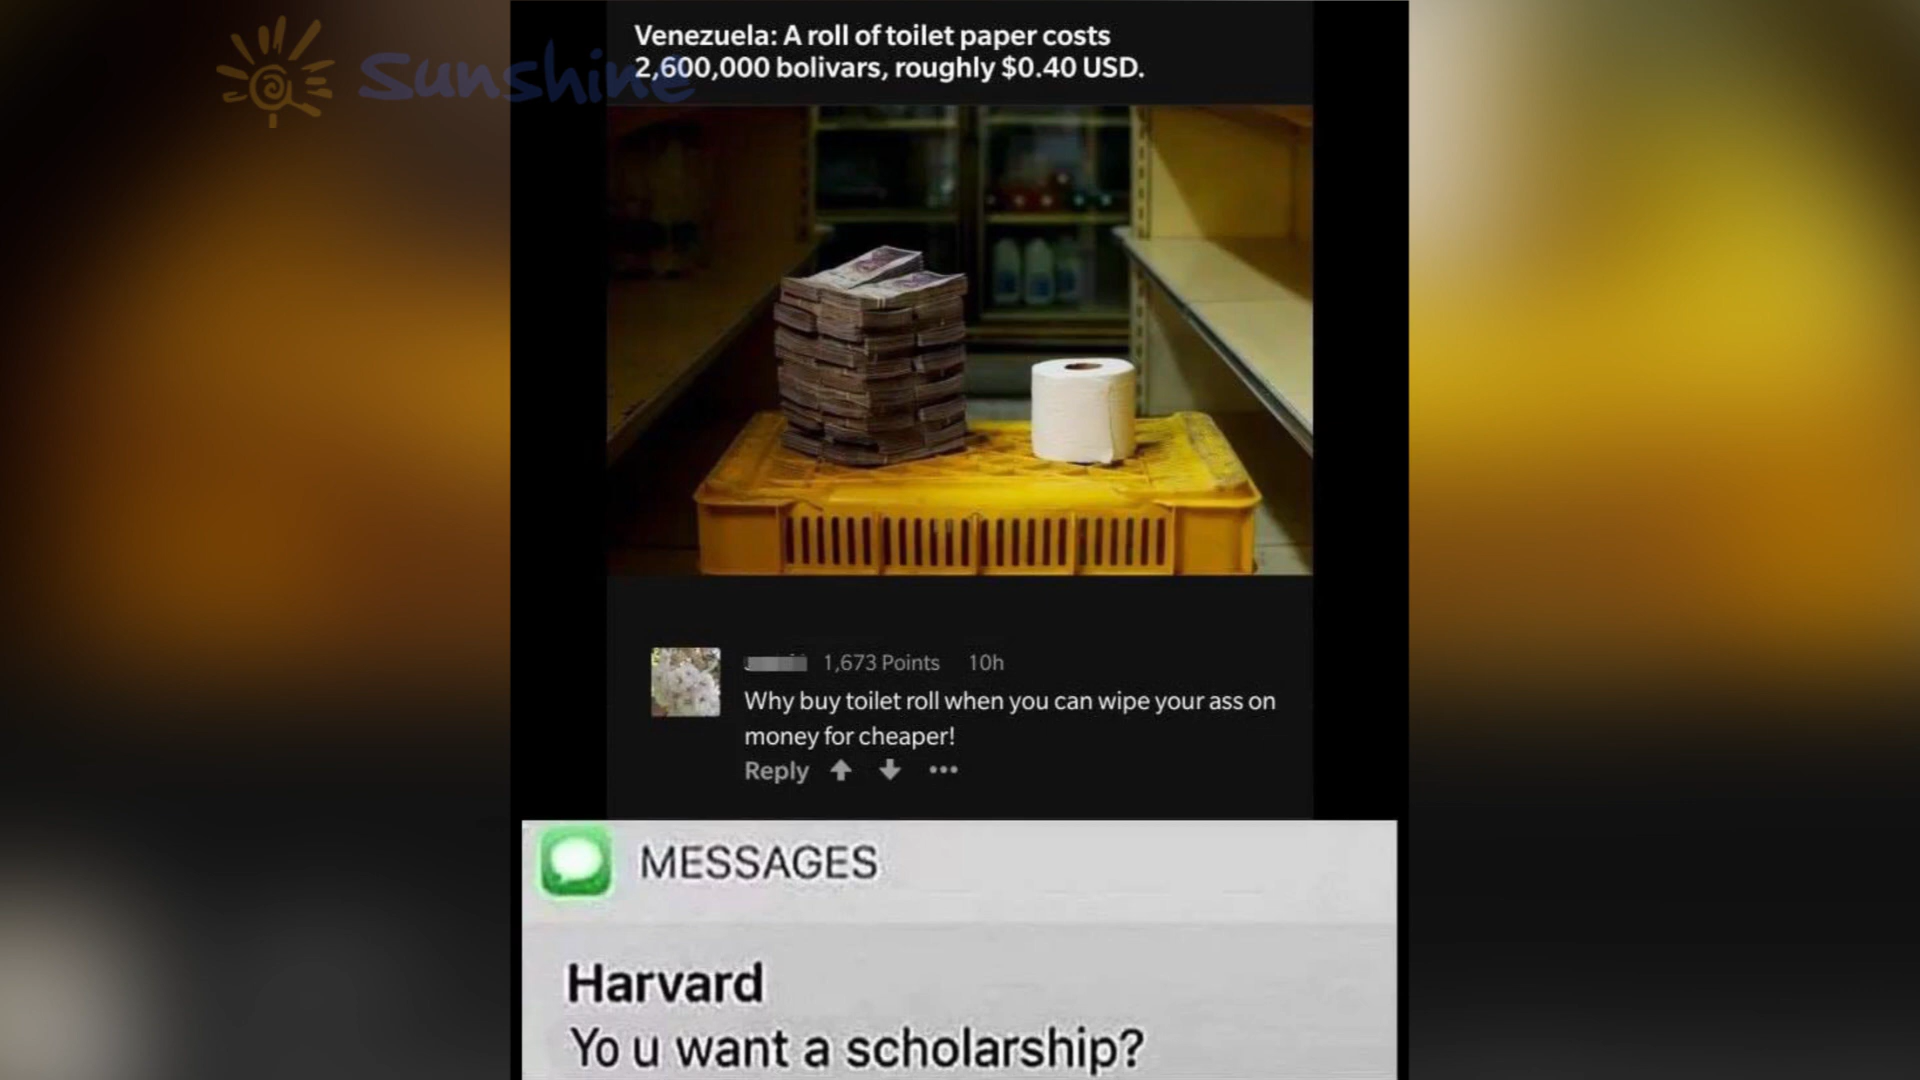 Sunshine
Venezuela: A roll of toilet paper costs
2,600,000 bolivars, roughly $0.40 USD.
1,673 Points 10h
Why buy toilet roll when you can wipe your ass on
money for cheaper!
Reply
MESSAGES
Harvard
Yo u want a scholarship?